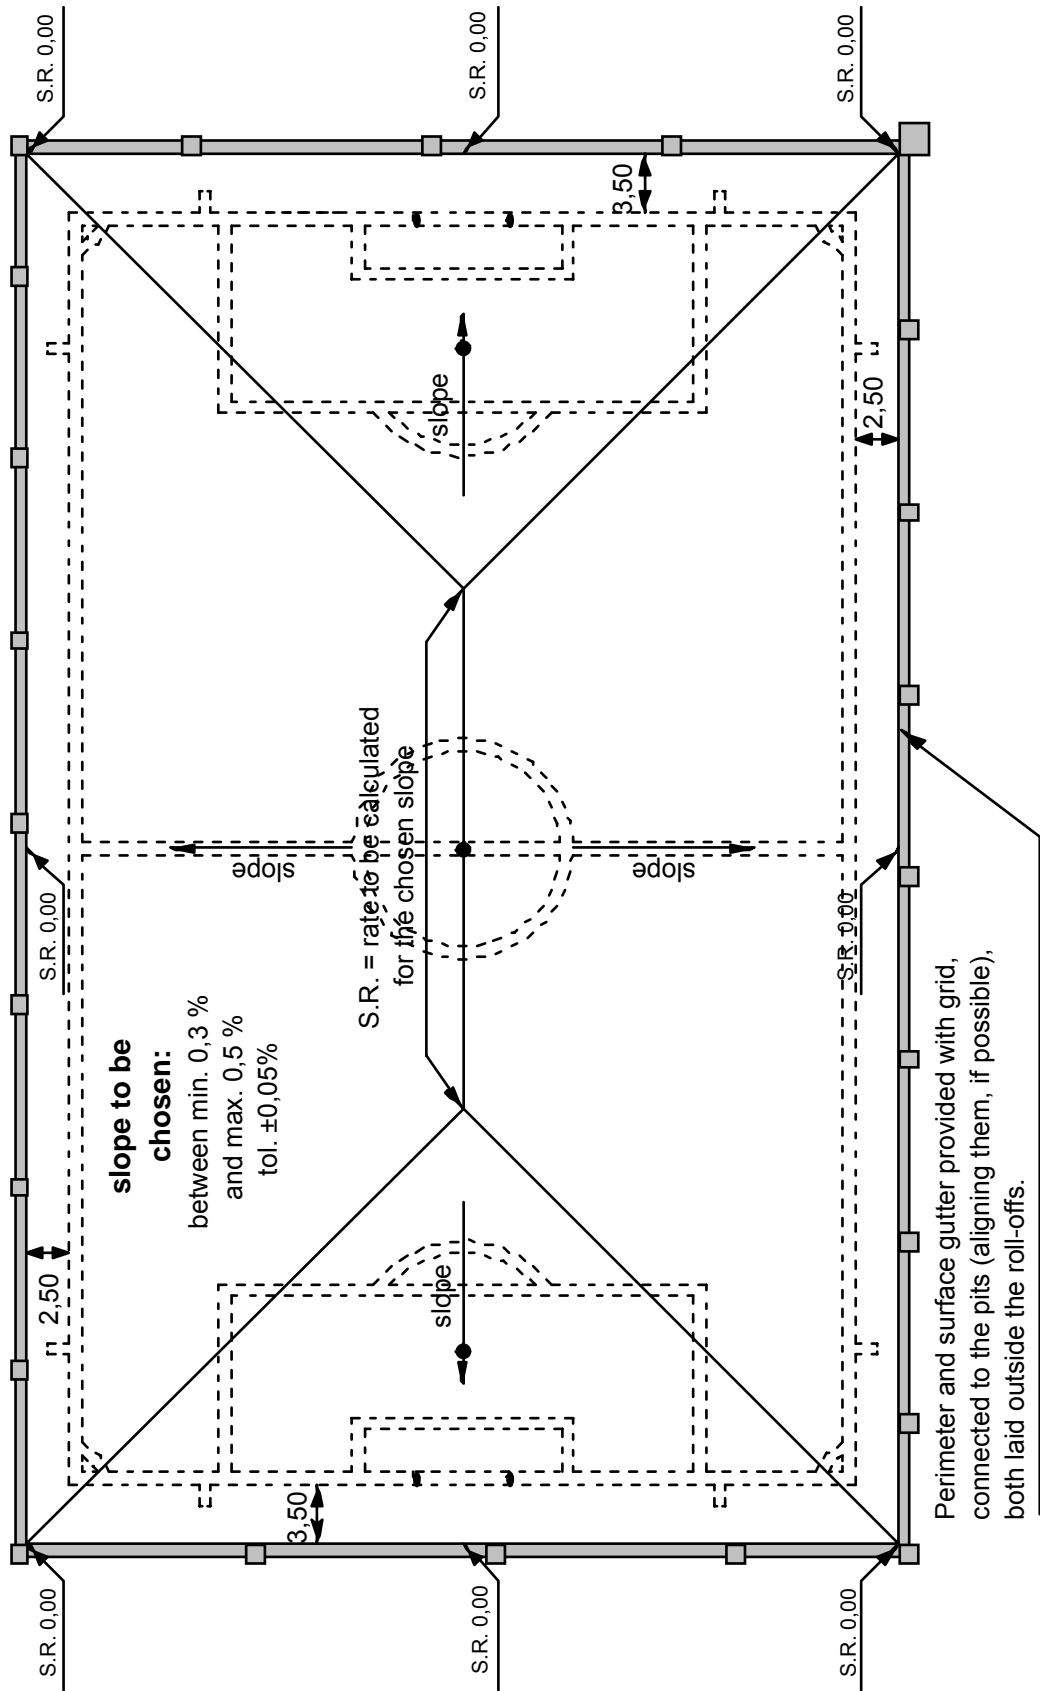 S.R. 0,00
S.R. 0,00
S.R. 0,00
2,50
3,50
slope to be
chosen:
between min. 0,3 %
and max. 0,5 %
tol. ±0,05%
slope
slope
slope
slope
S.R. = rate to be calculated
for the chosen slope
3,50
2,50
S.R. 0,00
S.R. 0,00
S.R. 0,00
S.R. 0,00
S.R. 0,00
Perimeter and surface gutter provided with grid,
connected to the pits (aligning them, if possible),
both laid outside the roll-offs.